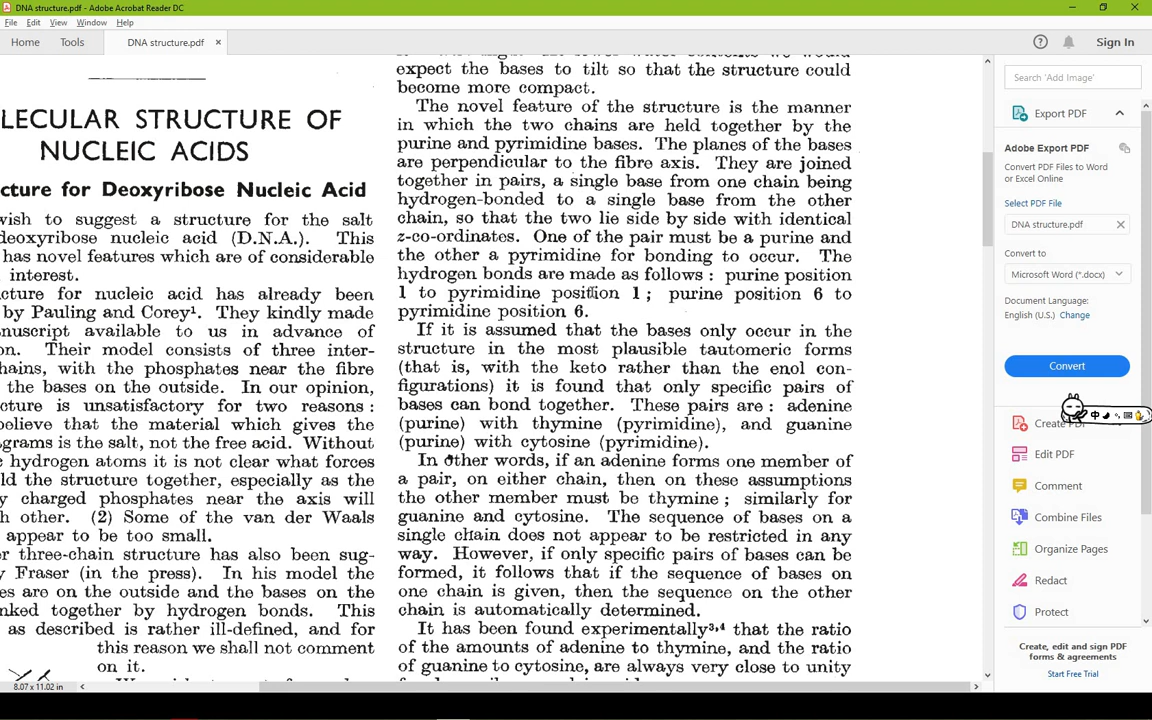 DNA structure.pdf - Adobe Acrobat Reader DC
File Edit View Window Help
Home Tools DNA structure.pdf × Sign In
LECULAR STRUCTURE OF
NUCLEIC ACIDS
cture for Deoxyribose Nucleic Acid
wish to suggest a structure for the salt
deoxyribose nucleic acid (D.N.A.). This
has novel features which are of considerable
interest.
cture for nucleic acid has already been
by Pauling and Corey¹. They kindly made
nuscript available to us in advance of
on. Their model consists of three inter-
hains, with the phosphates near the fibre
the bases on the outside. In our opinion,
cture is unsatisfactory for two reasons :
believe that the material which gives the
grams is the salt, not the free acid. Without
c hydrogen atoms it is not clear what forces
ld the structure together, especially as the
y charged phosphates near the axis will
h other. (2) Some of the van der Waals
appear to be too small.
er three-chain structure has also been sug-
y Fraser (in the press). In his model the
es are on the outside and the bases on the
nked together by hydrogen bonds. This
as described is rather ill-defined, and for
this reason we shall not comment
on it.
expect the bases to tilt so that the structure could
become more compact.
The novel feature of the structure is the manner
in which the two chains are held together by the
purine and pyrimidine bases. The planes of the bases
are perpendicular to the fibre axis. They are joined
together in pairs, a single base from one chain being
hydrogen-bonded to a single base from the other
chain, so that the two lie side by side with identical
z-co-ordinates. One of the pair must be a purine and
the other a pyrimidine for bonding to occur. The
hydrogen bonds are made as follows : purine position
1 to pyrimidine position 1 ; purine position 6 to
pyrimidine position 6.
If it is assumed that the bases only occur in the
structure in the most plausible tautomeric forms
(that is, with the keto rather than the enol con-
figurations) it is found that only specific pairs of
bases can bond together. These pairs are : adenine
(purine) with thymine (pyrimidine), and guanine
(purine) with cytosine (pyrimidine).
In other words, if an adenine forms one member of
a pair, on either chain, then on these assumptions
the other member must be thymine ; similarly for
guanine and cytosine. The sequence of bases on a
single chain does not appear to be restricted in any
way. However, if only specific pairs of bases can be
formed, it follows that if the sequence of bases on
one chain is given, then the sequence on the other
chain is automatically determined.
It has been found experimentally³,⁴ that the ratio
of the amounts of adenine to thymine, and the ratio
of guanine to cytosine, are always very close to unity
Search 'Add Image'
Export PDF
Adobe Export PDF
Convert PDF Files to Word
or Excel Online
Select PDF File
DNA structure.pdf
Convert to
Microsoft Word (*.docx)
Document Language:
English (U.S.) Change
Convert
中
Create PDF
Edit PDF
Comment
Combine Files
Organize Pages
Redact
Protect
Create, edit and sign PDF
forms & agreements
Start Free Trial
8.07 x 11.02 in